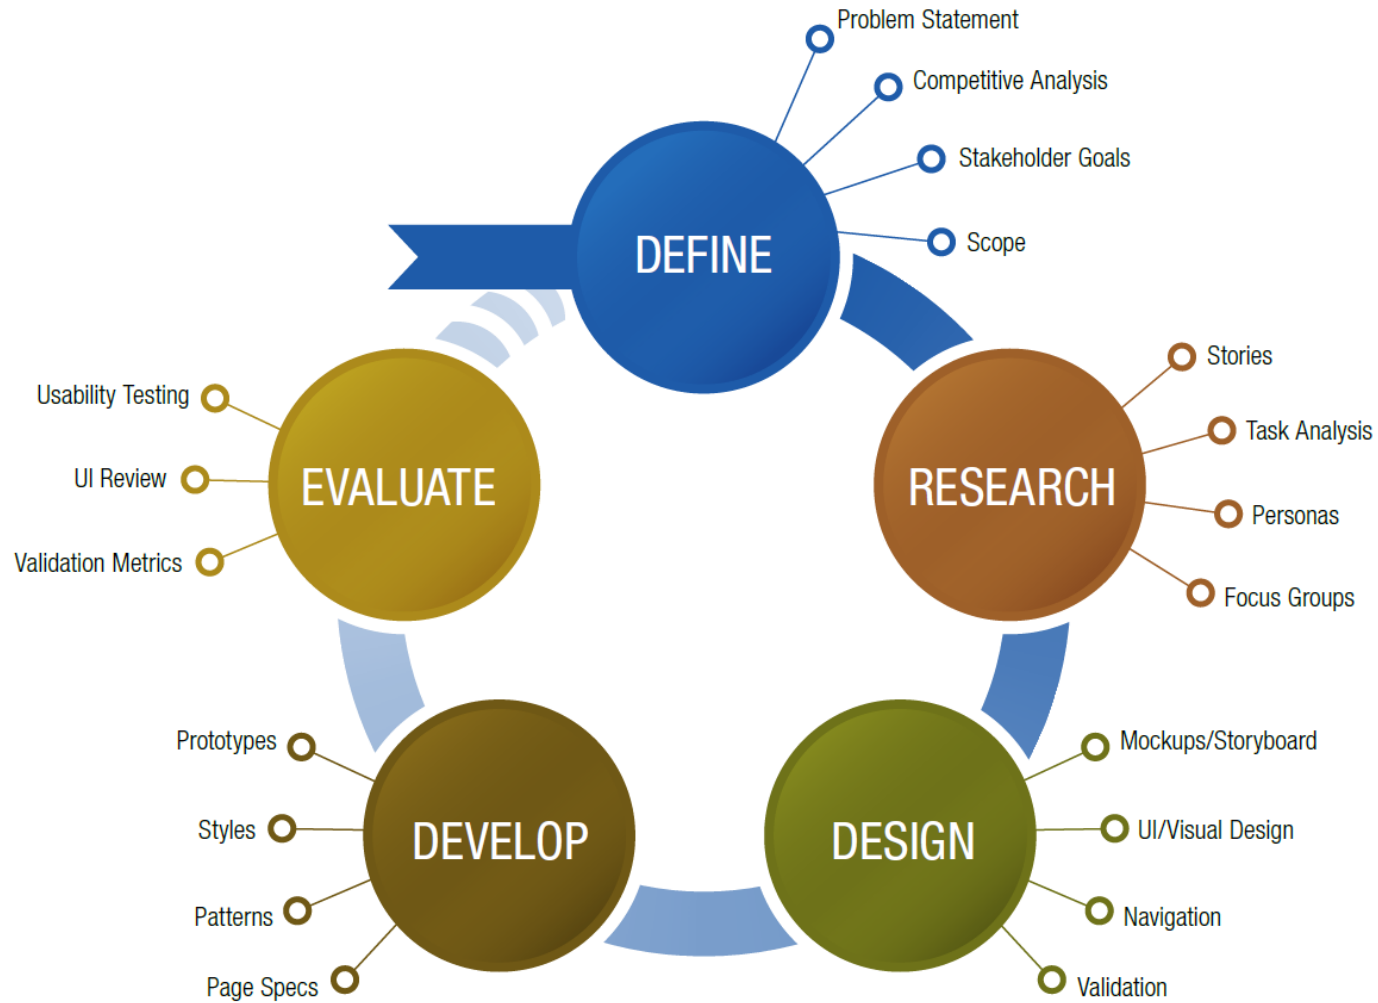 Problem Statement
Competitive Analysis
Stakeholder Goals
Scope
DEFINE
Stories
Task Analysis
Personas
Focus Groups
RESEARCH
Mockups/Storyboard
UI/Visual Design
Navigation
Validation
DESIGN
Prototypes
Styles
Patterns
Page Specs
DEVELOP
Usability Testing
UI Review
Validation Metrics
EVALUATE